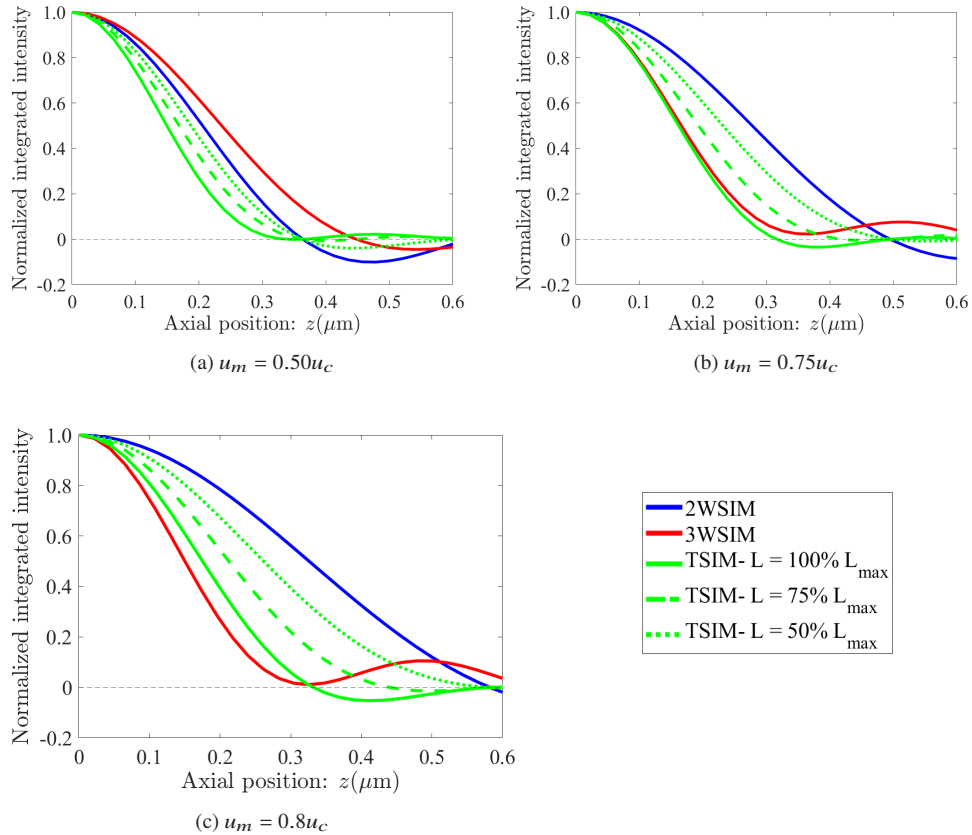 Normalized integrated intensity
1.0
0.8
0.6
0.4
0.2
0
-0.2
0 0.1 0.2 0.3 0.4 0.5 0.6
Axial position: z(μm)
(a) u_m = 0.50u_c
Normalized integrated intensity
1.0
0.8
0.6
0.4
0.2
0
-0.2
0 0.1 0.2 0.3 0.4 0.5 0.6
Axial position: z(μm)
(b) u_m = 0.75u_c
Normalized integrated intensity
1.0
0.8
0.6
0.4
0.2
0
-0.2
0 0.1 0.2 0.3 0.4 0.5 0.6
Axial position: z(μm)
(c) u_m = 0.8u_c
2WSIM
3WSIM
TSIM- L = 100% L_max
TSIM- L = 75% L_max
TSIM- L = 50% L_max